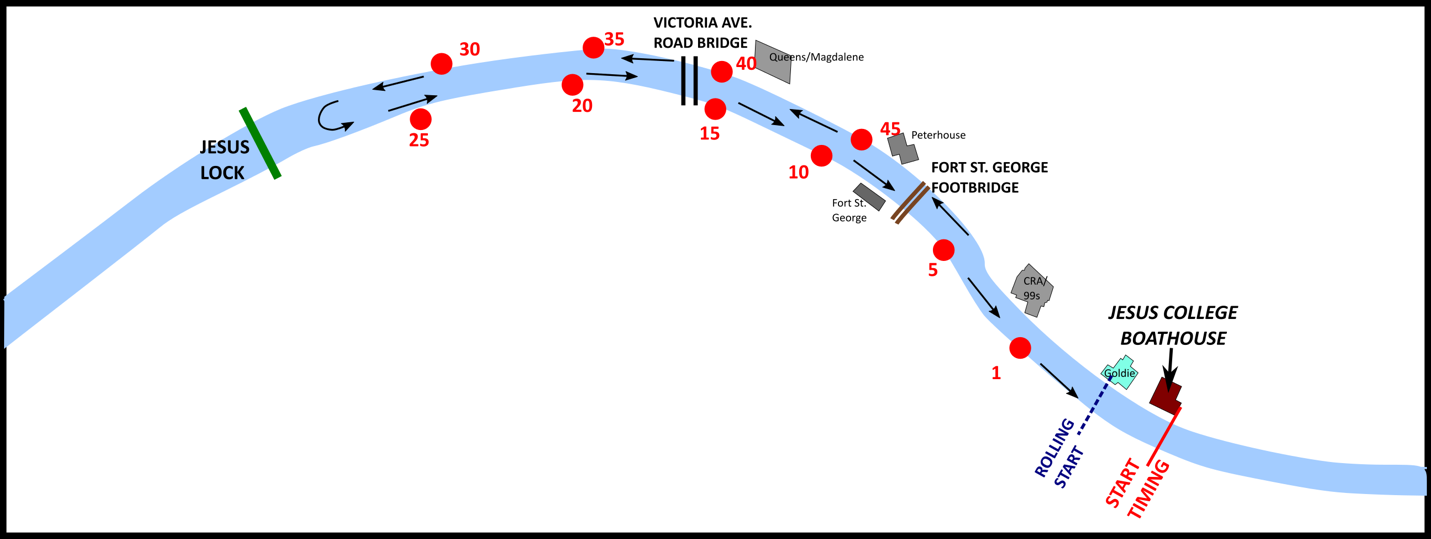 VICTORIA AVE.
ROAD BRIDGE
35
30
40
Queens/Magdalene
20
15
25
45
Peterhouse
JESUS
LOCK
10
FORT ST. GEORGE
FOOTBRIDGE
Fort St.
George
5
CRA/
99s
JESUS COLLEGE
BOATHOUSE
1
Goldie
ROLLING
START
START
TIMING